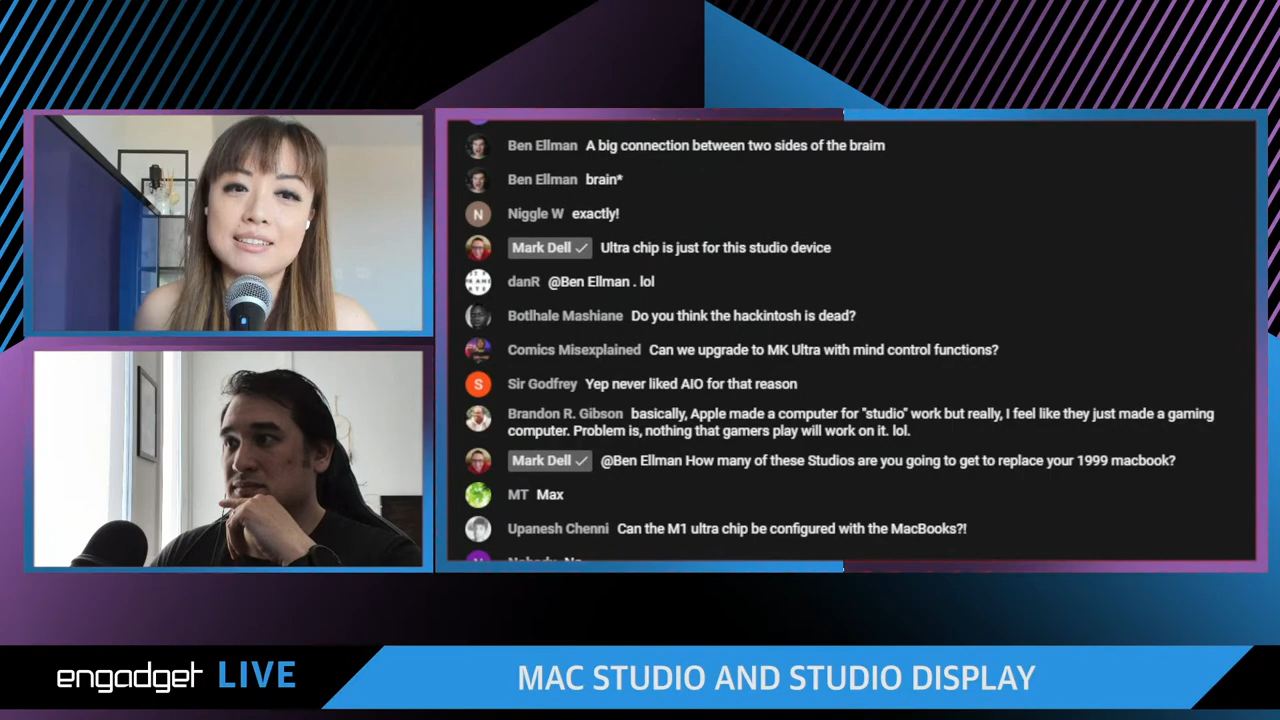 Ben Ellman A big connection between two sides of the braim
Ben Ellman brain*
N Niggle W exactly!
Mark Dell ✓ Ultra chip is just for this studio device
danR @Ben Ellman . lol
Botlhale Mashiane Do you think the hackintosh is dead?
Comics Misexplained Can we upgrade to MK Ultra with mind control functions?
S Sir Godfrey Yep never liked AIO for that reason
Brandon R. Gibson basically, Apple made a computer for "studio" work but really, I feel like they just made a gaming
computer. Problem is, nothing that gamers play will work on it. lol.
Mark Dell ✓ @Ben Ellman How many of these Studios are you going to get to replace your 1999 macbook?
MT Max
Upanesh Chenni Can the M1 ultra chip be configured with the MacBooks?!
engadget LIVE
MAC STUDIO AND STUDIO DISPLAY